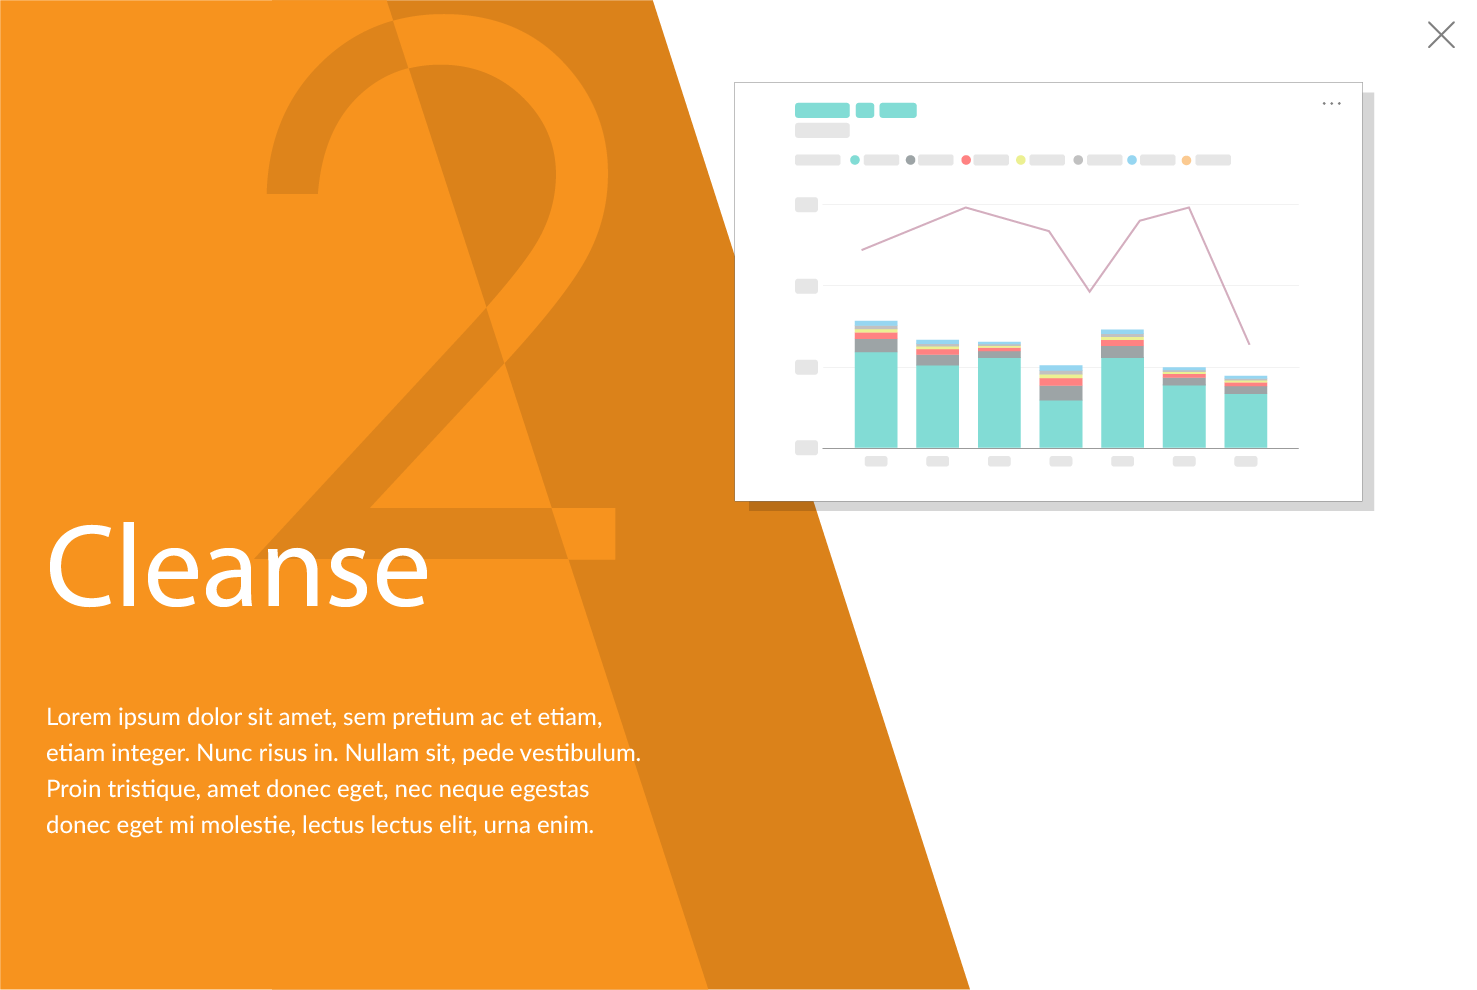 2
Cleanse
Lorem ipsum dolor sit amet, sem pretium ac et etiam,
etiam integer. Nunc risus in. Nullam sit, pede vestibulum.
Proin tristique, amet donec eget, nec neque egestas
donec eget mi molestie, lectus lectus elit, urna enim.